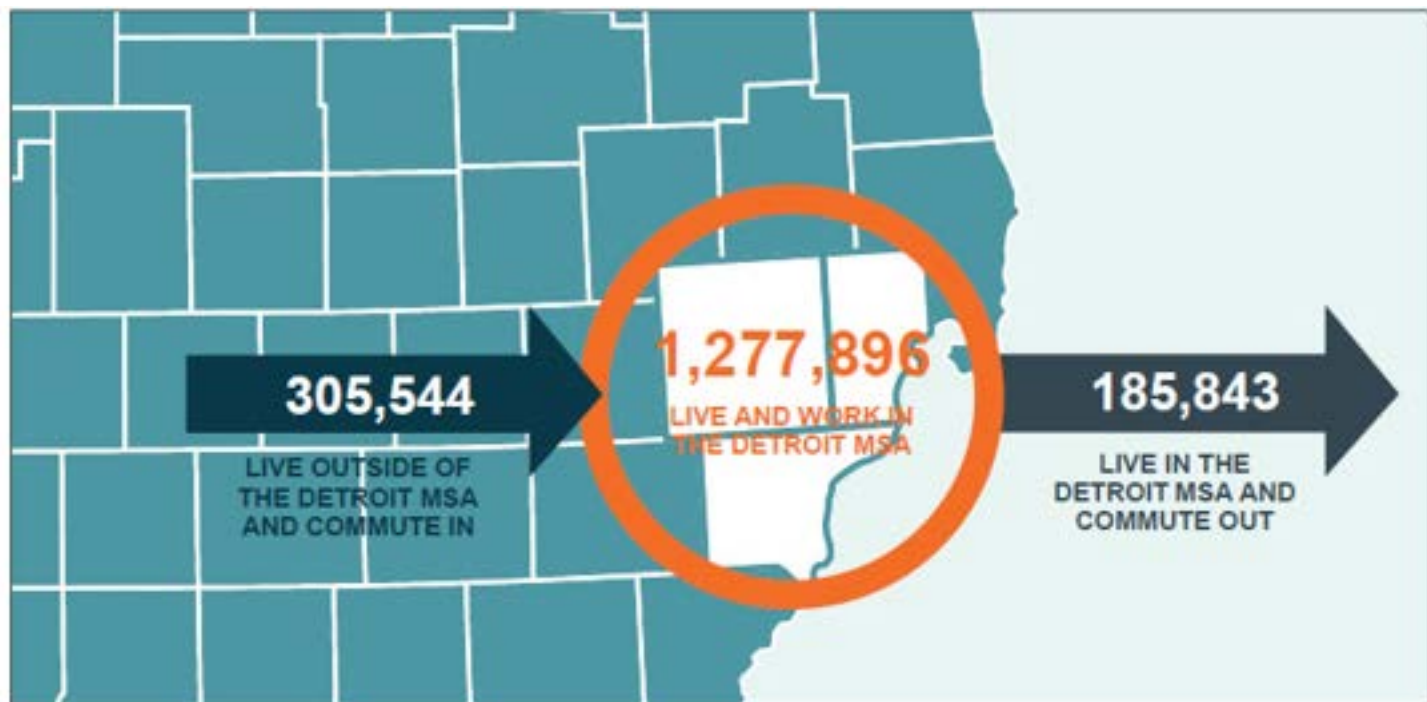 305,544
LIVE OUTSIDE OF
THE DETROIT MSA
AND COMMUTE IN
1,277,896
LIVE AND WORK IN
THE DETROIT MSA
185,843
LIVE IN THE
DETROIT MSA AND
COMMUTE OUT